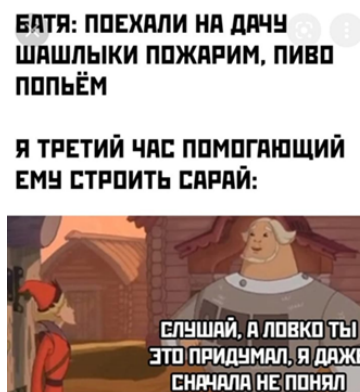 БАТЯ: ПОЕХАЛИ НА ДАЧУ
ШАШЛЫКИ ПОЖАРИМ, ПИВО
ПОПЬЁМ
Я ТРЕТИЙ ЧАС ПОМОГАЮЩИЙ
ЕМУ СТРОИТЬ САРАЙ:
СЛУШАЙ, А ЛОВКО ТЫ
ЭТО ПРИДУМАЛ, Я ДАЖЕ
СНАЧАЛА НЕ ПОНЯЛ